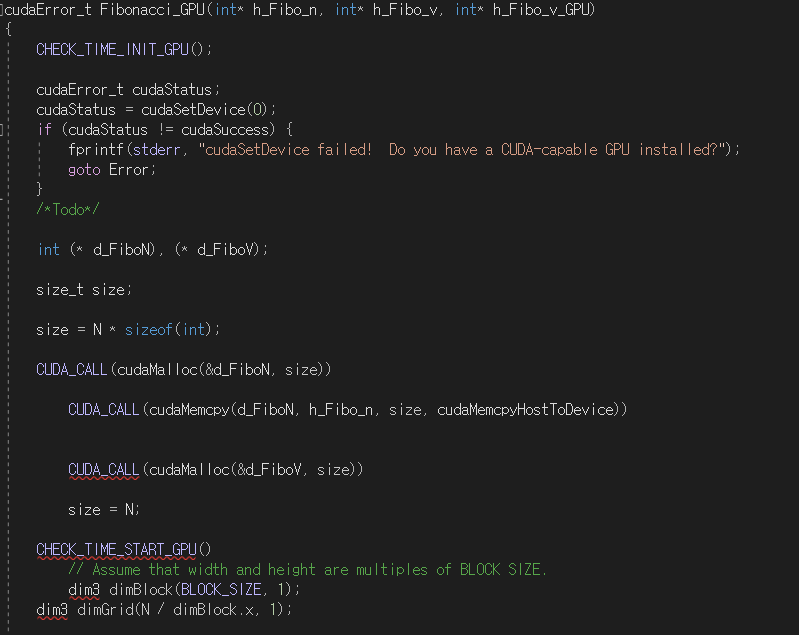 cudaError_t Fibonacci_GPU(int* h_Fibo_n, int* h_Fibo_v, int* h_Fibo_v_GPU)
{
CHECK_TIME_INIT_GPU();
cudaError_t cudaStatus;
cudaStatus = cudaSetDevice(0);
if (cudaStatus != cudaSuccess) {
fprintf(stderr, "cudaSetDevice failed!  Do you have a CUDA-capable GPU installed?");
goto Error;
}
/*Todo*/
int (* d_FiboN), (* d_FiboV);
size_t size;
size = N * sizeof(int);
CUDA_CALL(cudaMalloc(&d_FiboN, size))
CUDA_CALL(cudaMemcpy(d_FiboN, h_Fibo_n, size, cudaMemcpyHostToDevice))
CUDA_CALL(cudaMalloc(&d_FiboV, size))
size = N;
CHECK_TIME_START_GPU()
// Assume that width and height are multiples of BLOCK SIZE.
dim3 dimBlock(BLOCK_SIZE, 1);
dim3 dimGrid(N / dimBlock.x, 1);